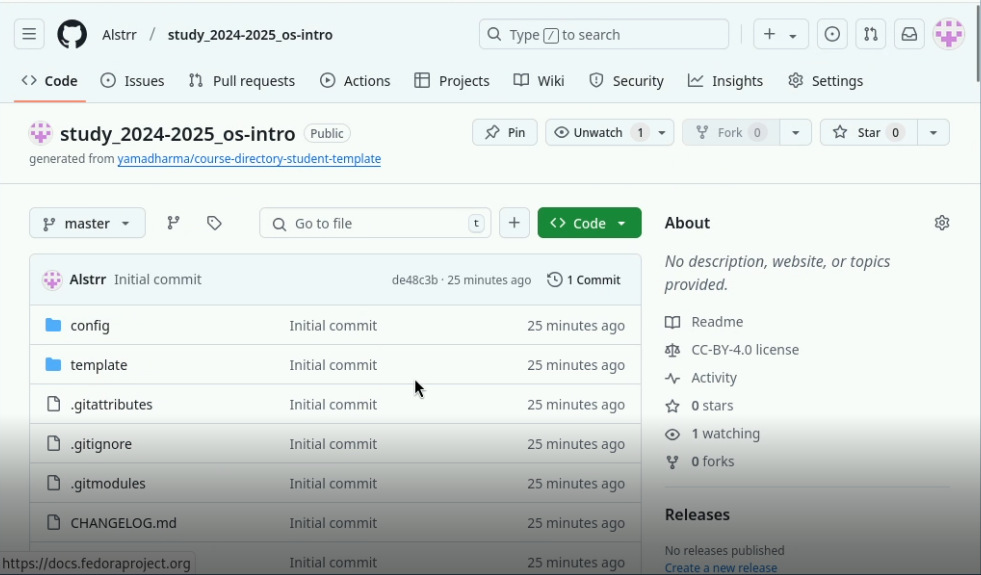 Alstrr / study_2024-2025_os-intro
Type / to search
Code Issues Pull requests Actions Projects Wiki Security Insights Settings
study_2024-2025_os-intro Public
Pin Unwatch 1 Fork 0 Star 0
generated from yamadharma/course-directory-student-template
master Go to file t Code
Alstrr Initial commit de48c3b · 25 minutes ago 1 Commit
config Initial commit 25 minutes ago
template Initial commit 25 minutes ago
.gitattributes Initial commit 25 minutes ago
.gitignore Initial commit 25 minutes ago
.gitmodules Initial commit 25 minutes ago
CHANGELOG.md Initial commit 25 minutes ago
Initial commit 25 minutes ago
About
No description, website, or topics
provided.
Readme
CC-BY-4.0 license
Activity
0 stars
1 watching
0 forks
Releases
No releases published
Create a new release
https://docs.fedoraproject.org